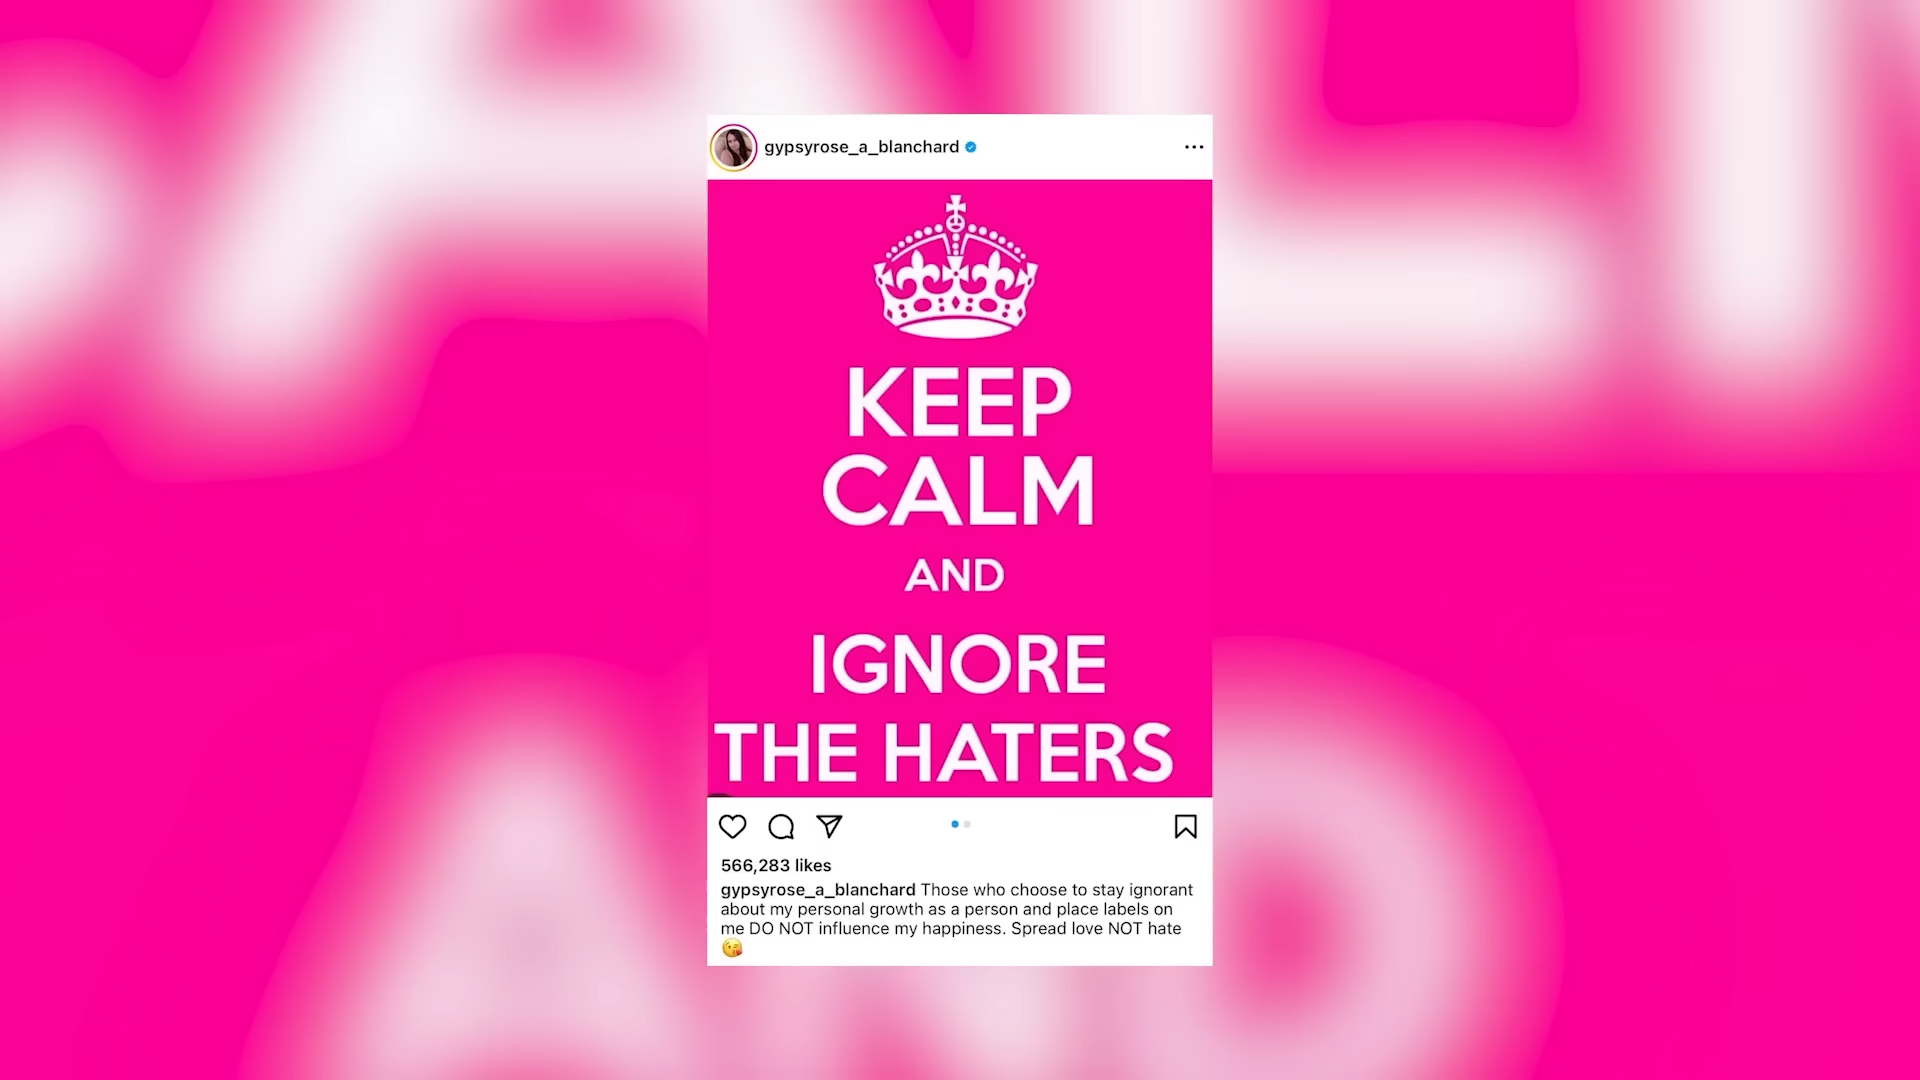 gypsyrose_a_blanchard
KEEP
CALM
AND
IGNORE
THE HATERS
566,283 likes
gypsyrose_a_blanchard Those who choose to stay ignorant
about my personal growth as a person and place labels on
me DO NOT influence my happiness. Spread love NOT hate
😘